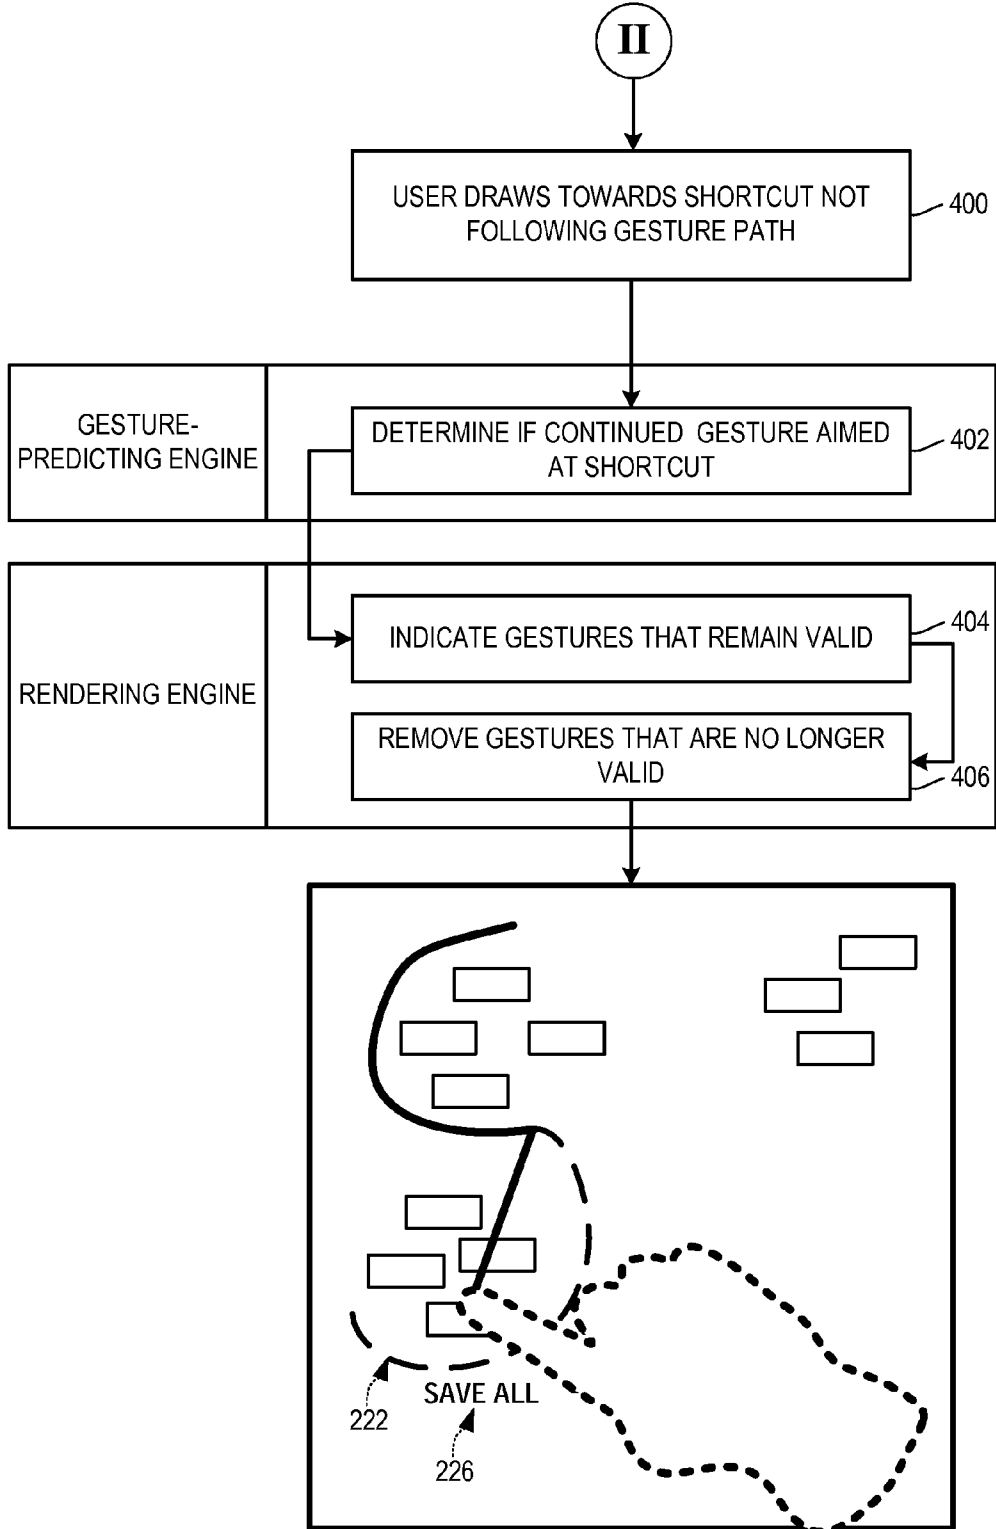 II
USER DRAWS TOWARDS SHORTCUT NOT
FOLLOWING GESTURE PATH
400
GESTURE-
PREDICTING ENGINE
DETERMINE IF CONTINUED GESTURE AIMED
AT SHORTCUT
402
RENDERING ENGINE
INDICATE GESTURES THAT REMAIN VALID
404
REMOVE GESTURES THAT ARE NO LONGER
VALID
406
SAVE ALL
222
226